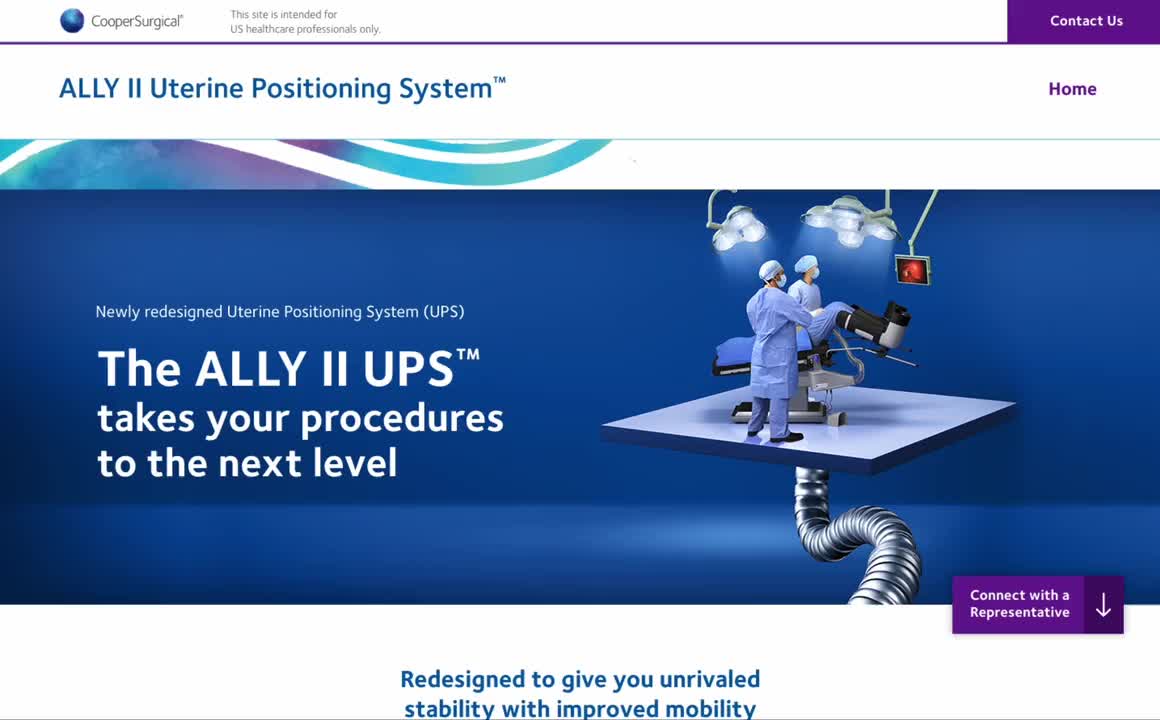 CooperSurgical®
This site is intended for
US healthcare professionals only.
Contact Us
ALLY II Uterine Positioning System™
Home
Newly redesigned Uterine Positioning System (UPS)
The ALLY II UPS™
takes your procedures
to the next level
Connect with a
Representative
Redesigned to give you unrivaled
stability with improved mobility